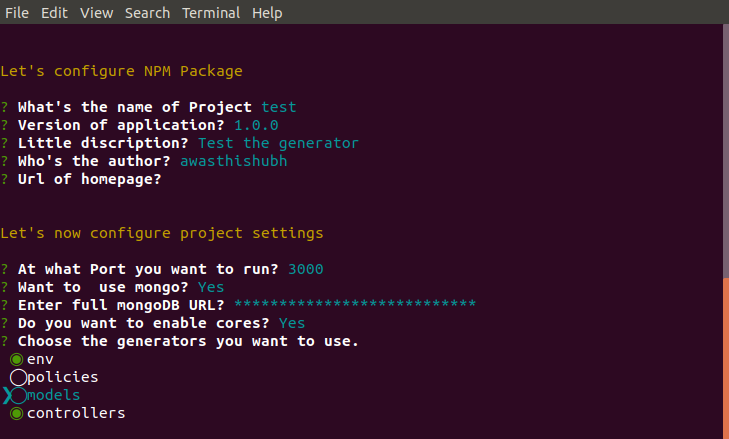 File Edit View Search Terminal Help
Let's configure NPM Package
? What's the name of Project test
? Version of application? 1.0.0
? Little discription? Test the generator
? Who's the author? awasthishubh
? Url of homepage?
Let's now configure project settings
? At what Port you want to run? 3000
? Want to  use mongo? Yes
? Enter full mongoDB URL? ***************************
? Do you want to enable cores? Yes
? Choose the generators you want to use.
◉ env
◯policies
❯◯models
◉ controllers